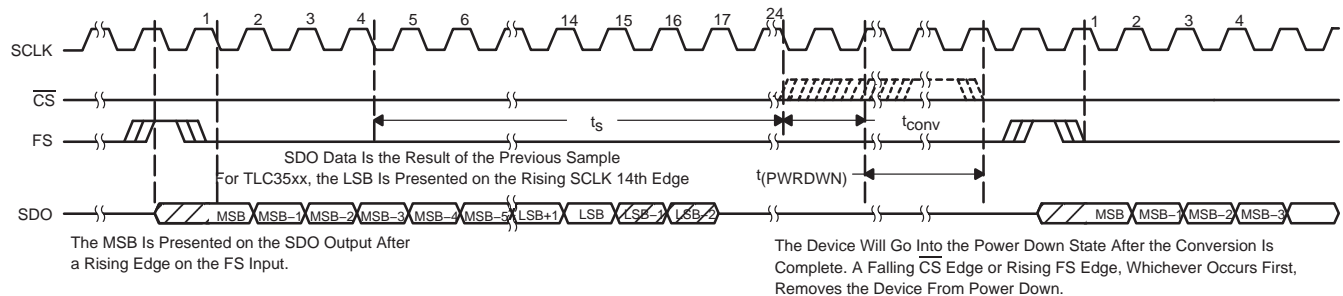 1 2 3 4 5 6 14 15 16 17 24 1 2 3 4
SCLK
CS
FS
ts
tconv
SDO Data Is the Result of the Previous Sample
For TLC35xx, the LSB Is Presented on the Rising SCLK 14th Edge
t(PWRDWN)
SDO MSB MSB–1 MSB–2 MSB–3 MSB–4 MSB–5 LSB+1 LSB LSB–1 LSB–2 MSB MSB–1 MSB–2 MSB–3
The MSB Is Presented on the SDO Output After
a Rising Edge on the FS Input.
The Device Will Go Into the Power Down State After the Conversion Is
Complete. A Falling CS Edge or Rising FS Edge, Whichever Occurs First,
Removes the Device From Power Down.